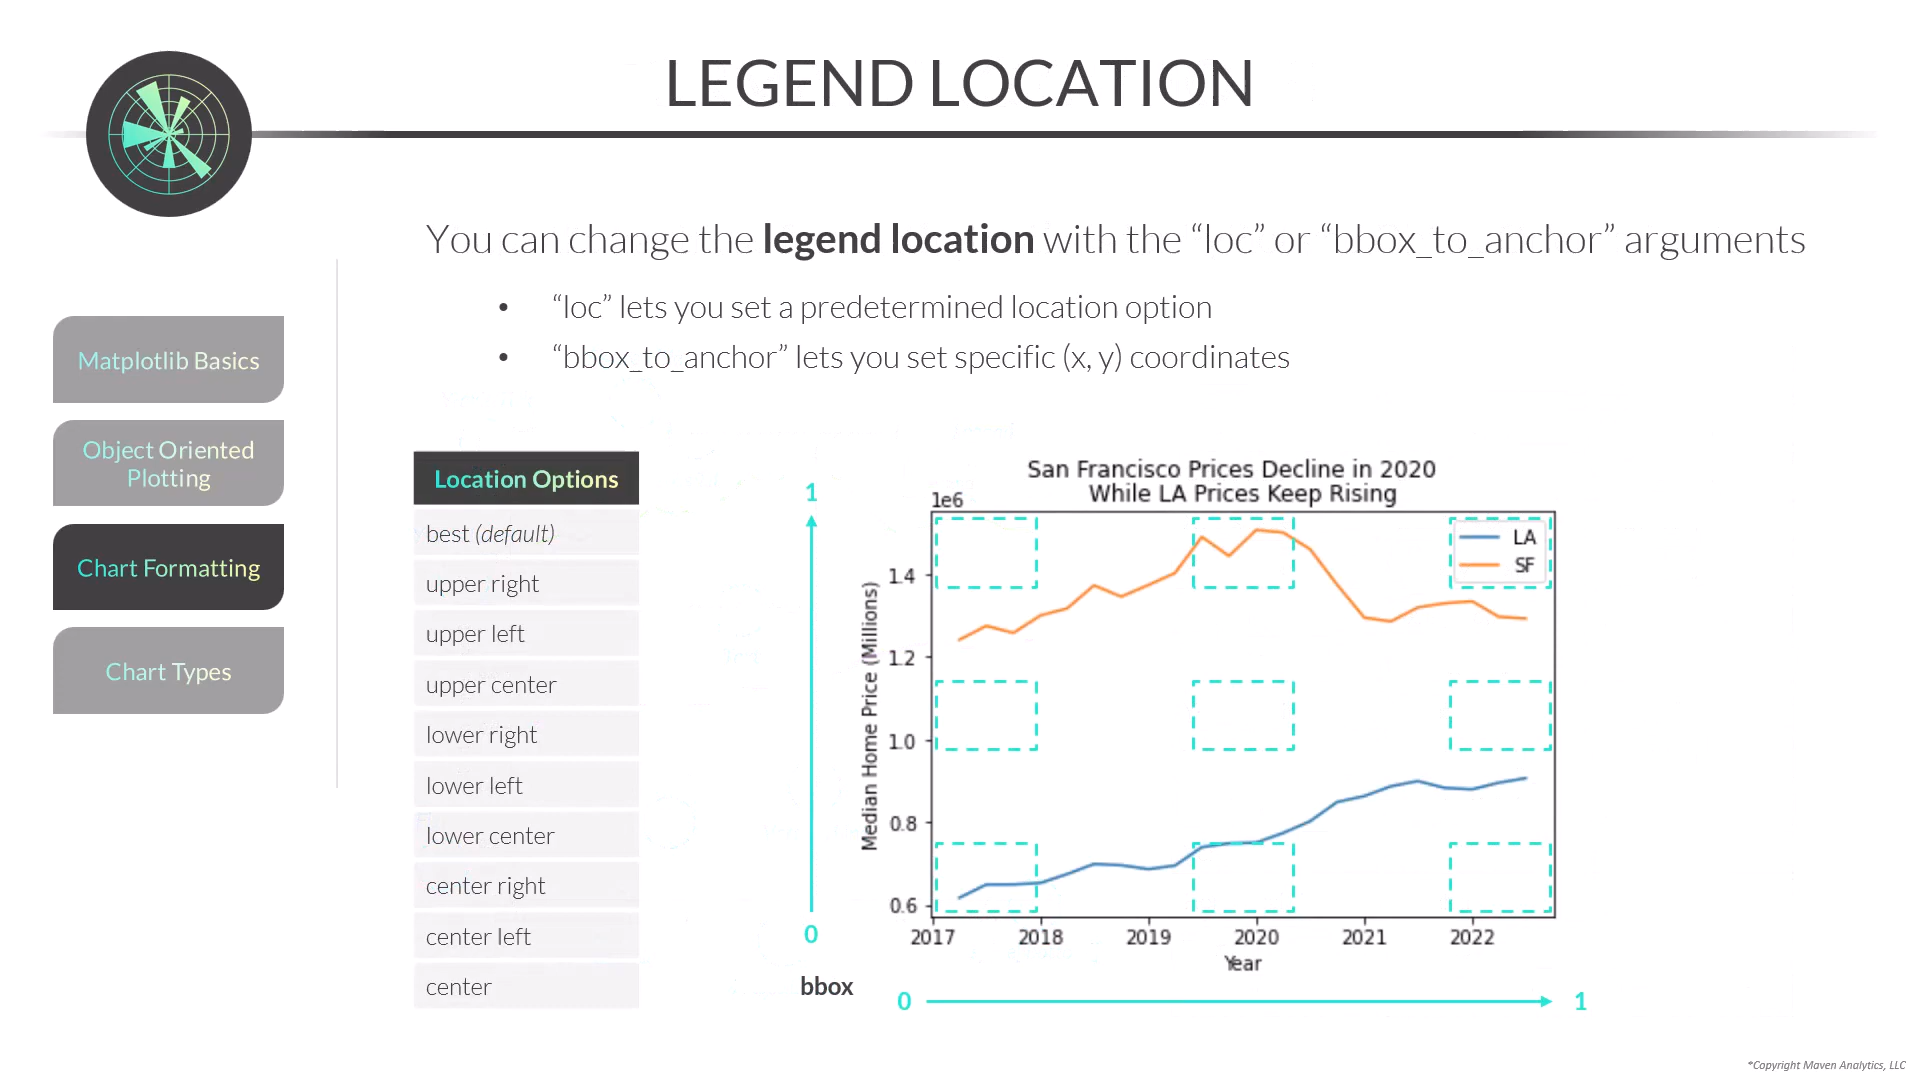 LEGEND LOCATION
You can change the legend location with the “loc” or “bbox_to_anchor” arguments
• “loc” lets you set a predetermined location option
• “bbox_to_anchor” lets you set specific (x, y) coordinates
Matplotlib Basics
Object Oriented
Plotting
Chart Formatting
Chart Types
Location Options
best (default)
upper right
upper left
upper center
lower right
lower left
lower center
center right
center left
center
1
0
bbox
0
1
San Francisco Prices Decline in 2020
While LA Prices Keep Rising
1e6
LA
SF
Median Home Price (Millions)
1.4
1.2
1.0
0.8
0.6
2017 2018 2019 2020 2021 2022
Year
*Copyright Maven Analytics, LLC